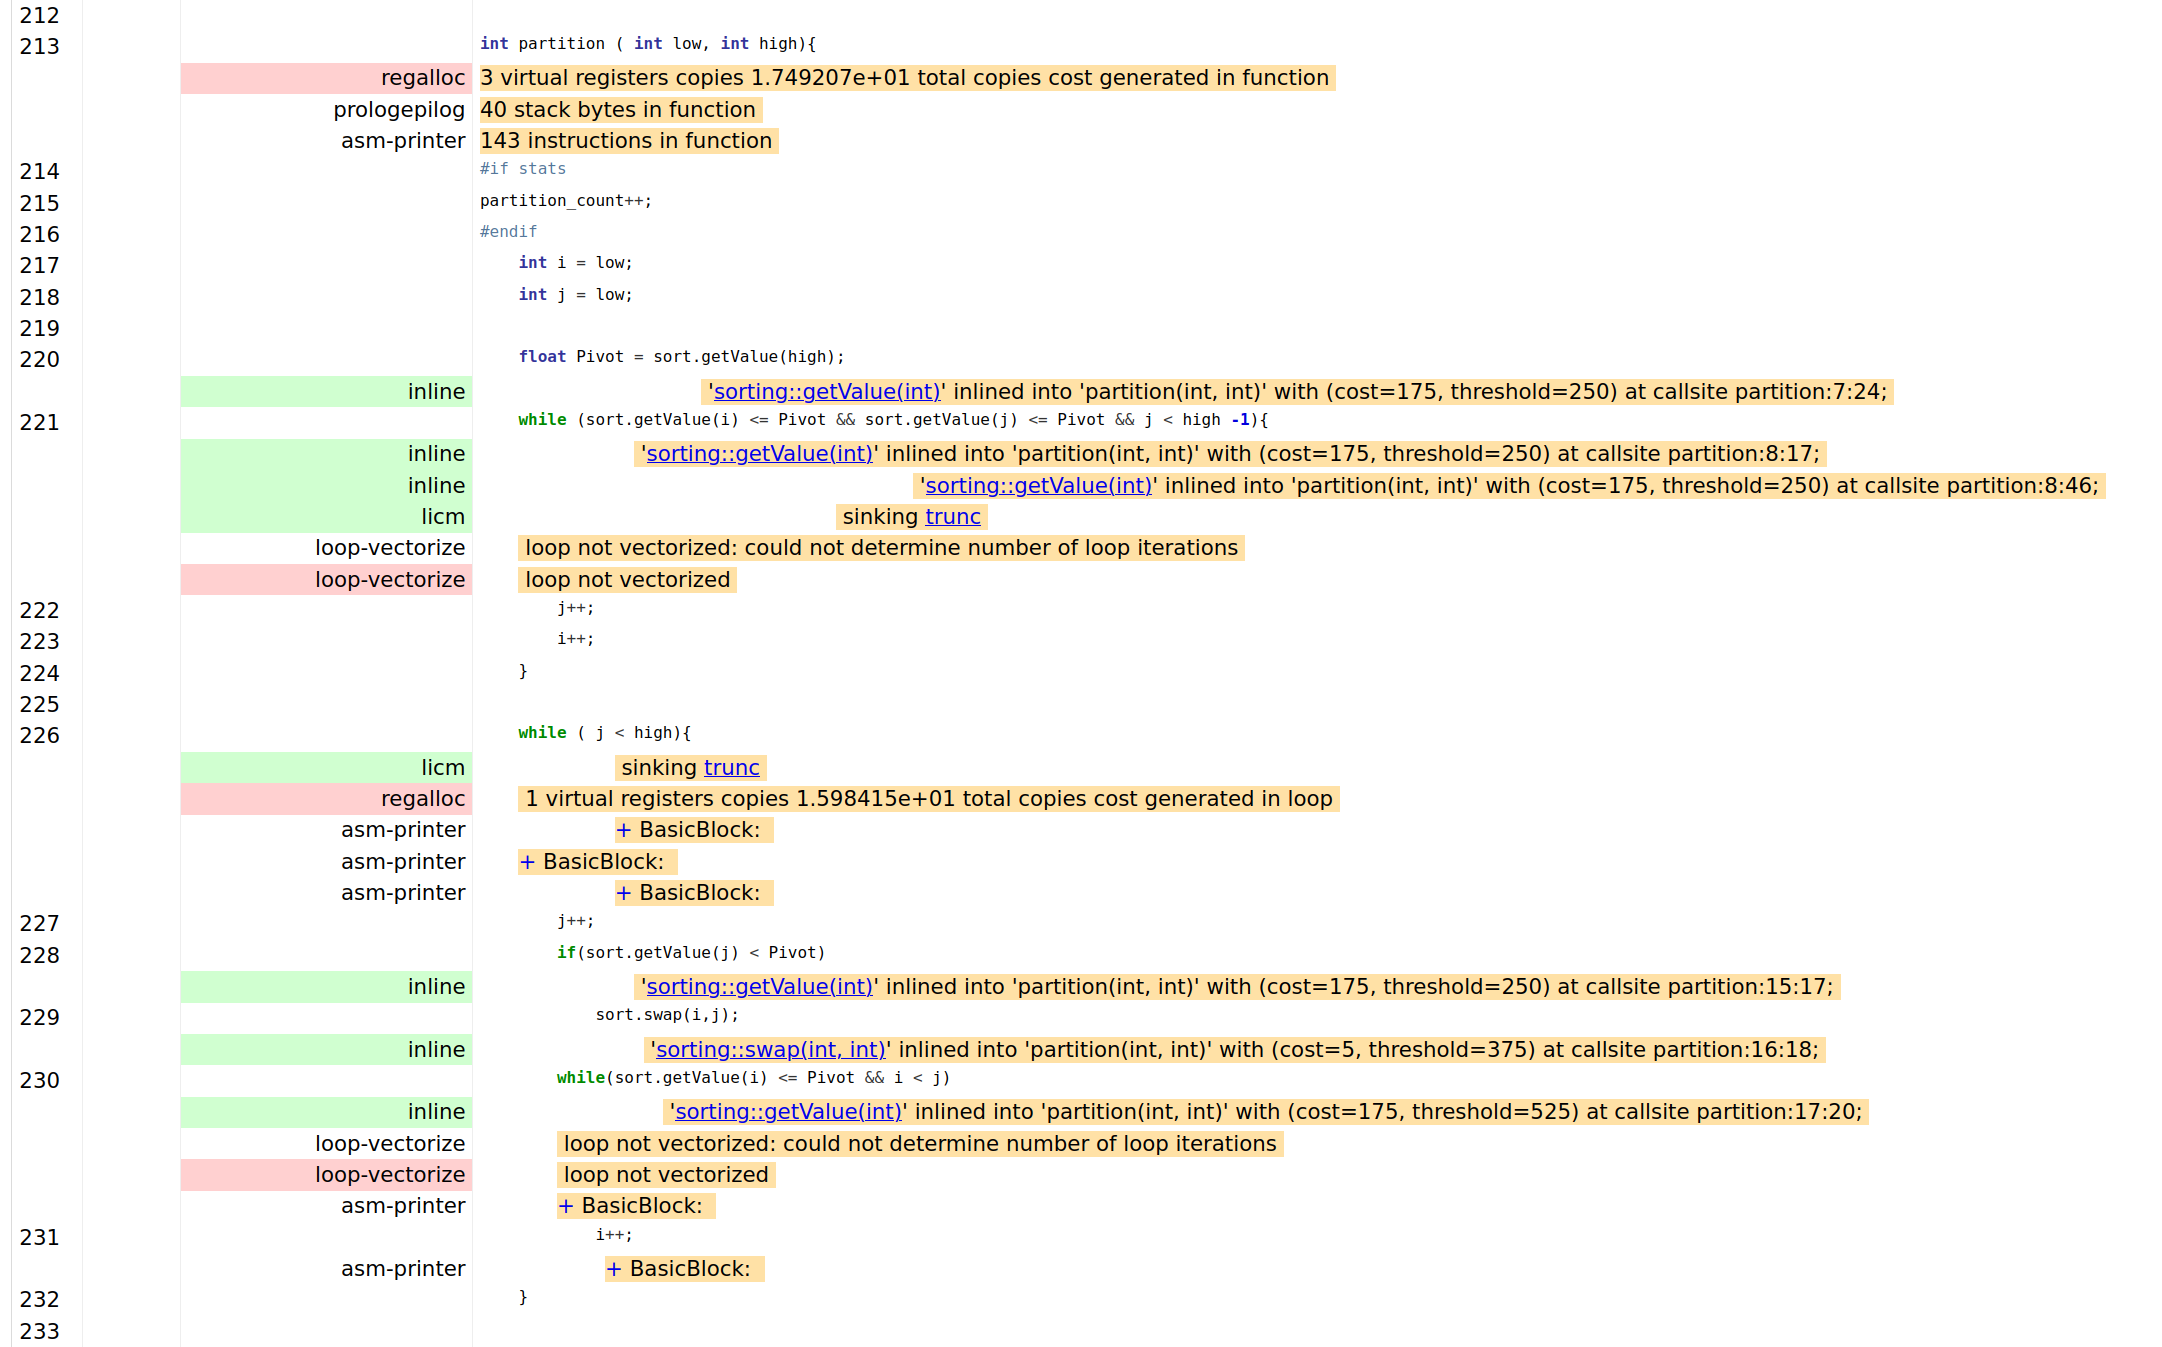 212
213 int partition ( int low, int high){
regalloc 3 virtual registers copies 1.749207e+01 total copies cost generated in function
prologepilog 40 stack bytes in function
asm-printer 143 instructions in function
214 #if stats
215 partition_count++;
216 #endif
217 int i = low;
218 int j = low;
219
220 float Pivot = sort.getValue(high);
inline 'sorting::getValue(int)' inlined into 'partition(int, int)' with (cost=175, threshold=250) at callsite partition:7:24;
221 while (sort.getValue(i) <= Pivot && sort.getValue(j) <= Pivot && j < high -1){
inline 'sorting::getValue(int)' inlined into 'partition(int, int)' with (cost=175, threshold=250) at callsite partition:8:17;
inline 'sorting::getValue(int)' inlined into 'partition(int, int)' with (cost=175, threshold=250) at callsite partition:8:46;
licm sinking trunc
loop-vectorize loop not vectorized: could not determine number of loop iterations
loop-vectorize loop not vectorized
222 j++;
223 i++;
224 }
225
226 while ( j < high){
licm sinking trunc
regalloc 1 virtual registers copies 1.598415e+01 total copies cost generated in loop
asm-printer + BasicBlock:
asm-printer + BasicBlock:
asm-printer + BasicBlock:
227 j++;
228 if(sort.getValue(j) < Pivot)
inline 'sorting::getValue(int)' inlined into 'partition(int, int)' with (cost=175, threshold=250) at callsite partition:15:17;
229 sort.swap(i,j);
inline 'sorting::swap(int, int)' inlined into 'partition(int, int)' with (cost=5, threshold=375) at callsite partition:16:18;
230 while(sort.getValue(i) <= Pivot && i < j)
inline 'sorting::getValue(int)' inlined into 'partition(int, int)' with (cost=175, threshold=525) at callsite partition:17:20;
loop-vectorize loop not vectorized: could not determine number of loop iterations
loop-vectorize loop not vectorized
asm-printer + BasicBlock:
231 i++;
asm-printer + BasicBlock:
232 }
233